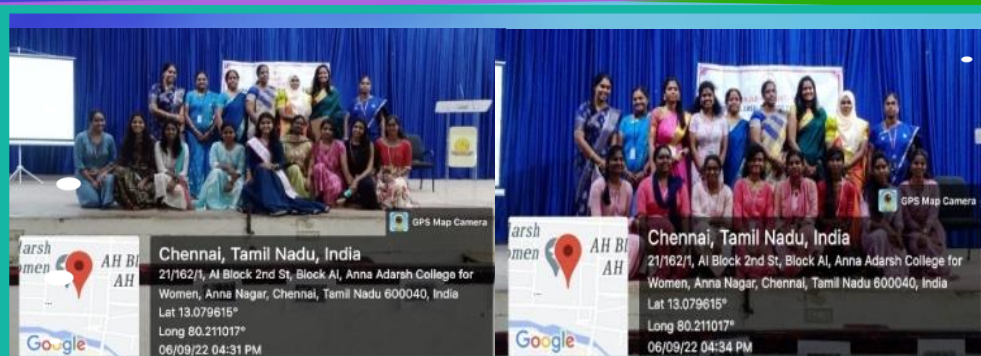 GPS Map Camera
arsh
omen
AH Bl
AH
Chennai, Tamil Nadu, India
21/162/1, AI Block 2nd St, Block AI, Anna Adarsh College for
Women, Anna Nagar, Chennai, Tamil Nadu 600040, India
Lat 13.079615°
Long 80.211017°
06/09/22 04:31 PM
Google
GPS Map Camera
darsh
omen
AH Bl
AH
Chennai, Tamil Nadu, India
21/162/1, AI Block 2nd St, Block AI, Anna Adarsh College for
Women, Anna Nagar, Chennai, Tamil Nadu 600040, India
Lat 13.079615°
Long 80.211017°
06/09/22 04:34 PM
Google